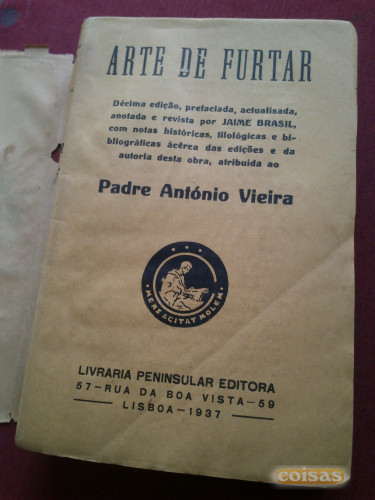 ARTE DE FURTAR
Décima edição, prefaciada, actualisada,
anotada e revista por JAIME BRASIL,
com notas históricas, filológicas e bi-
bliográficas àcêrca das edições e da
autoria desta obra, atribuida ao
Padre António Vieira
MENS AGITAT MOLEM
LIVRARIA PENINSULAR EDITORA
57-RUA DA BOA VISTA-59
LISBOA-1937
coisas